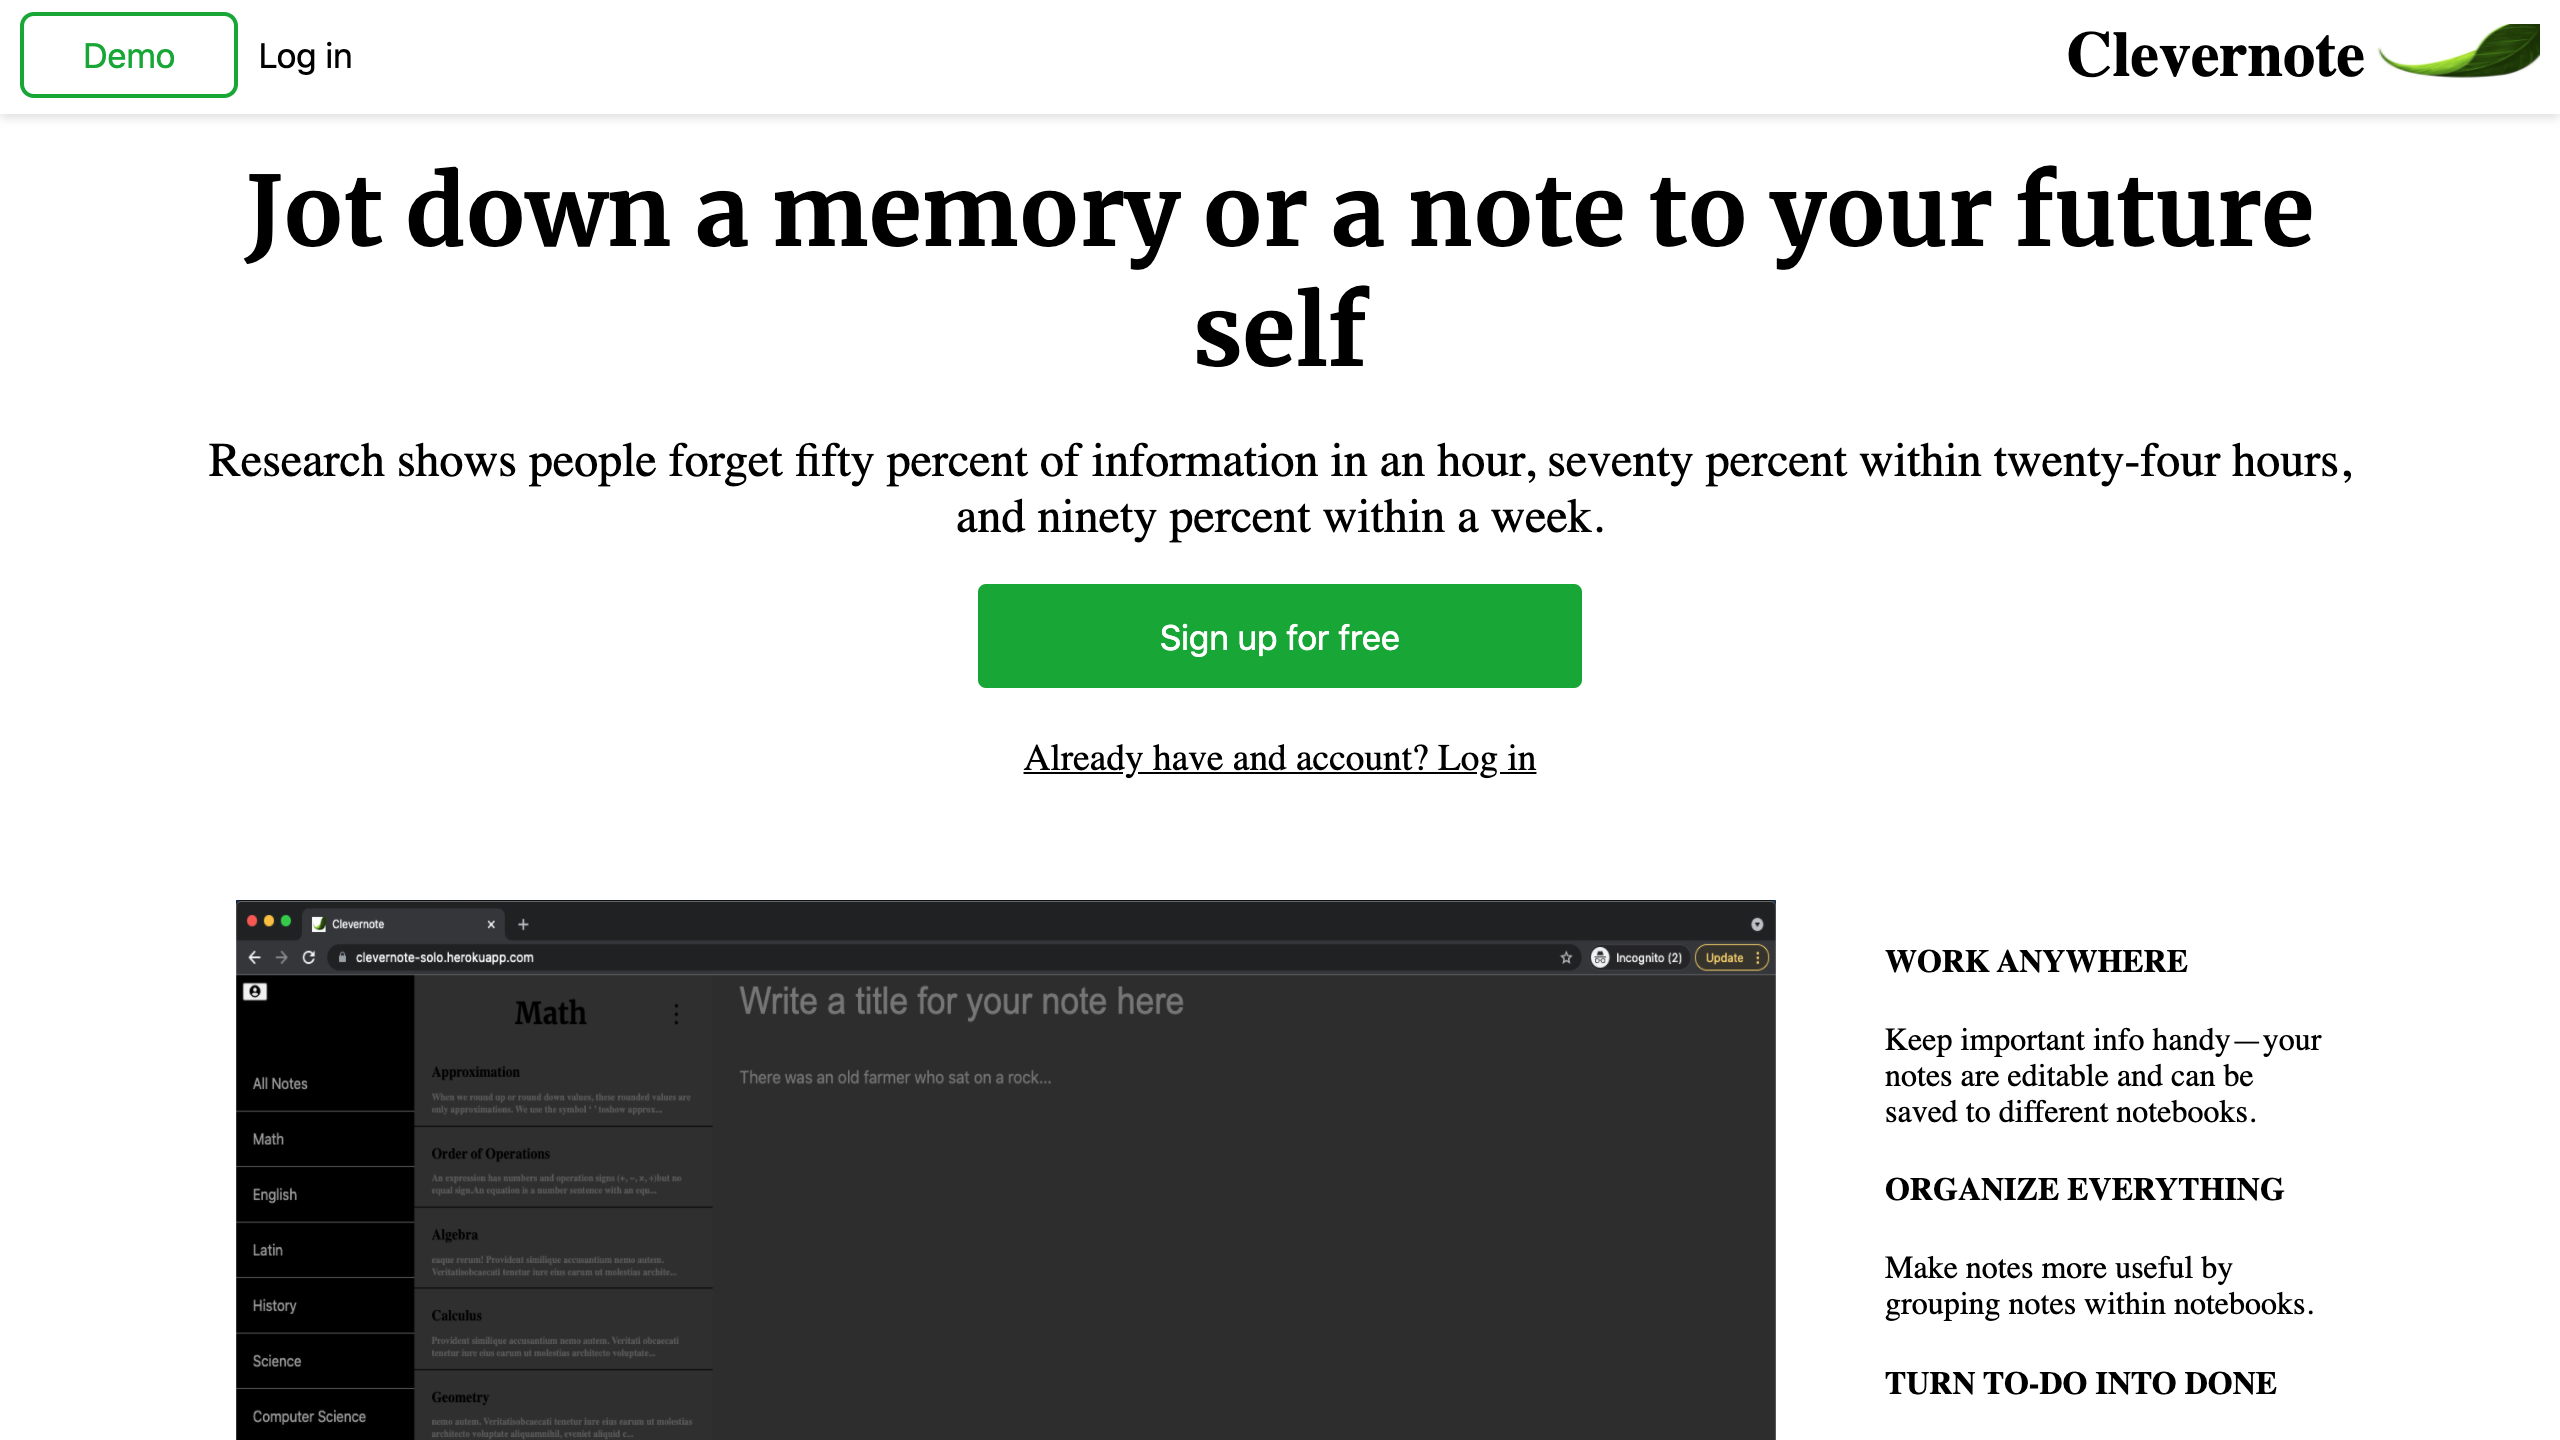 Demo
Log in
Clevernote
Jot down a memory or a note to your future
self
Research shows people forget fifty percent of information in an hour, seventy percent within twenty-four hours,
and ninety percent within a week.
Sign up for free
Already have and account? Log in
Clevernote
clevernote-solo.herokuapp.com
Incognito (2)
Update
All Notes
Math
English
Latin
History
Science
Computer Science
Math
Approximation
When we round up or round down values, these rounded values are
only approximations. We use the symbol ' ' toshow approx...
Order of Operations
An expression has numbers and operation signs (+, −, ×, ÷)but no
equal sign.An equation is a number sentence with an equ...
Algebra
eaque rerum! Provident similique accusantium nemo autem.
Veritatisobcaecati tenetur iure eius earum ut molestias archite...
Calculus
Provident similique accusantium nemo autem. Veritati obcaecati
tenetur iure eius earum ut molestias architecto voluptate...
Geometry
nemo autem. Veritatisobcaecati tenetur iure eius earum ut molestias
architecto voluptate aliquamnihil, eveniet aliquid c...
Write a title for your note here
There was an old farmer who sat on a rock...
WORK ANYWHERE
Keep important info handy—your
notes are editable and can be
saved to different notebooks.
ORGANIZE EVERYTHING
Make notes more useful by
grouping notes within notebooks.
TURN TO-DO INTO DONE